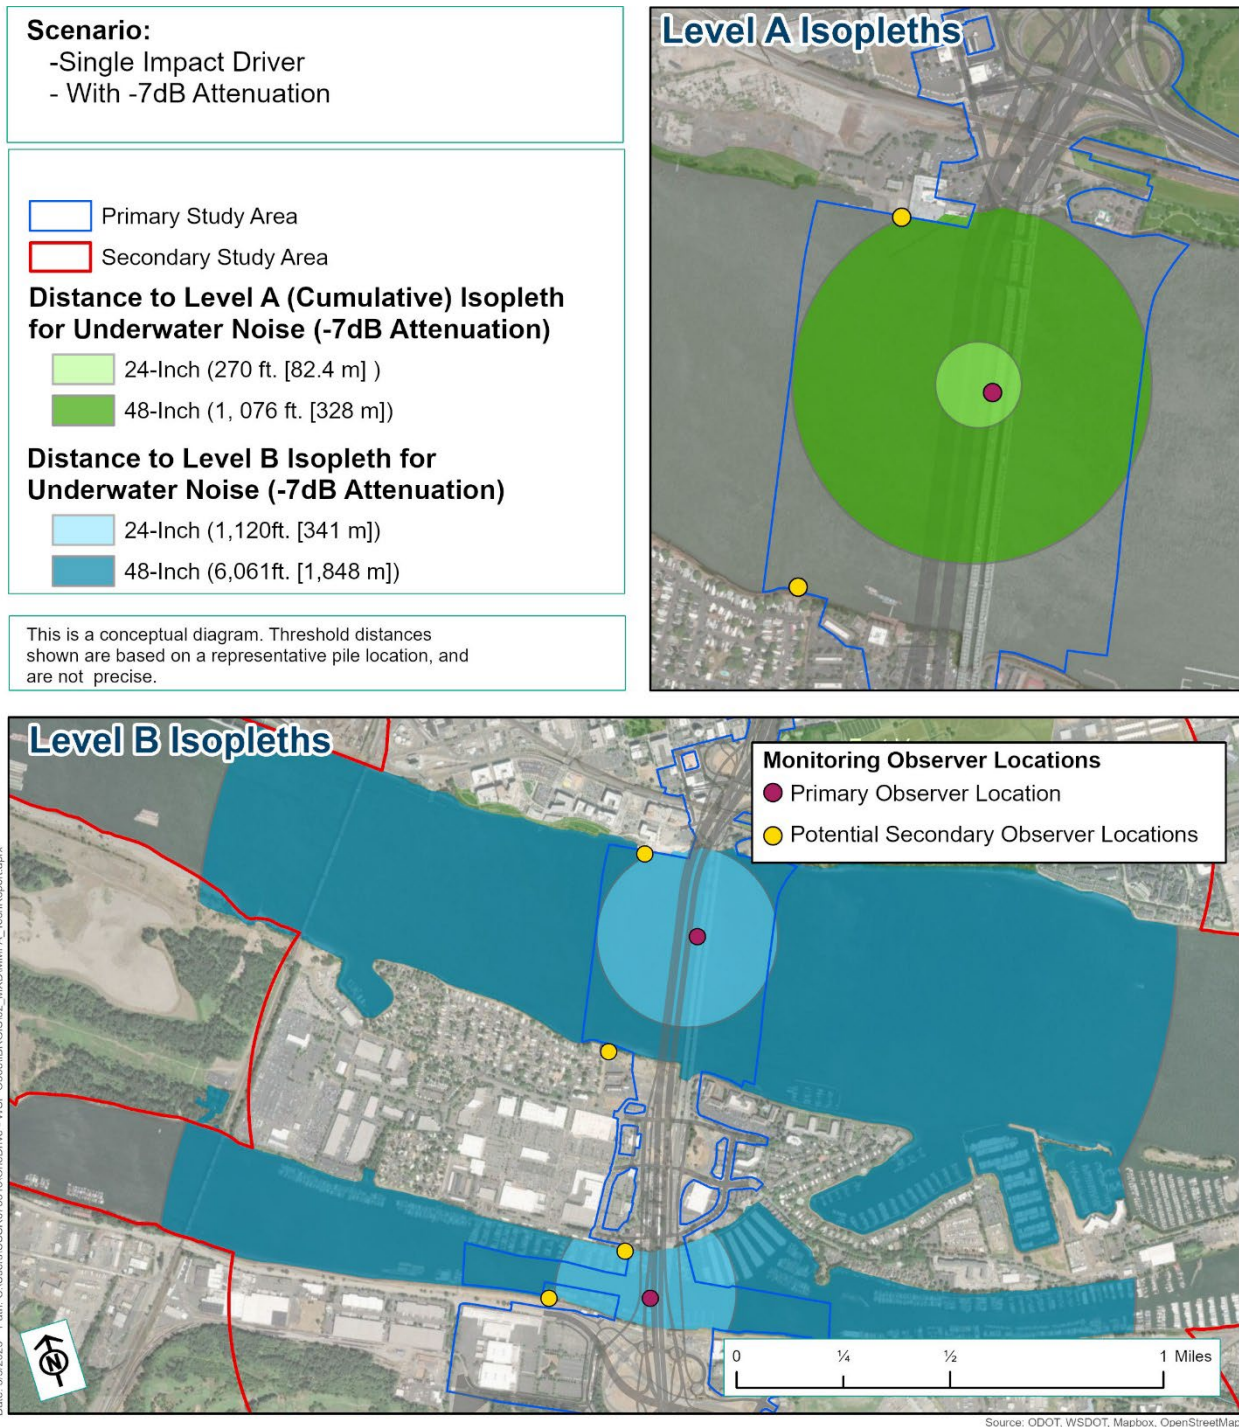 Scenario:
-Single Impact Driver
- With -7dB Attenuation
Primary Study Area
Secondary Study Area
Distance to Level A (Cumulative) Isopleth
for Underwater Noise (-7dB Attenuation)
24-Inch (270 ft. [82.4 m] )
48-Inch (1, 076 ft. [328 m])
Distance to Level B Isopleth for
Underwater Noise (-7dB Attenuation)
24-Inch (1,120ft. [341 m])
48-Inch (6,061ft. [1,848 m])
This is a conceptual diagram. Threshold distances
shown are based on a representative pile location, and
are not precise.
Level A Isopleths
Level B Isopleths
Monitoring Observer Locations
Primary Observer Location
Potential Secondary Observer Locations
N
0 ¼ ½ 1 Miles
Source: ODOT, WSDOT, Mapbox, OpenStreetMap